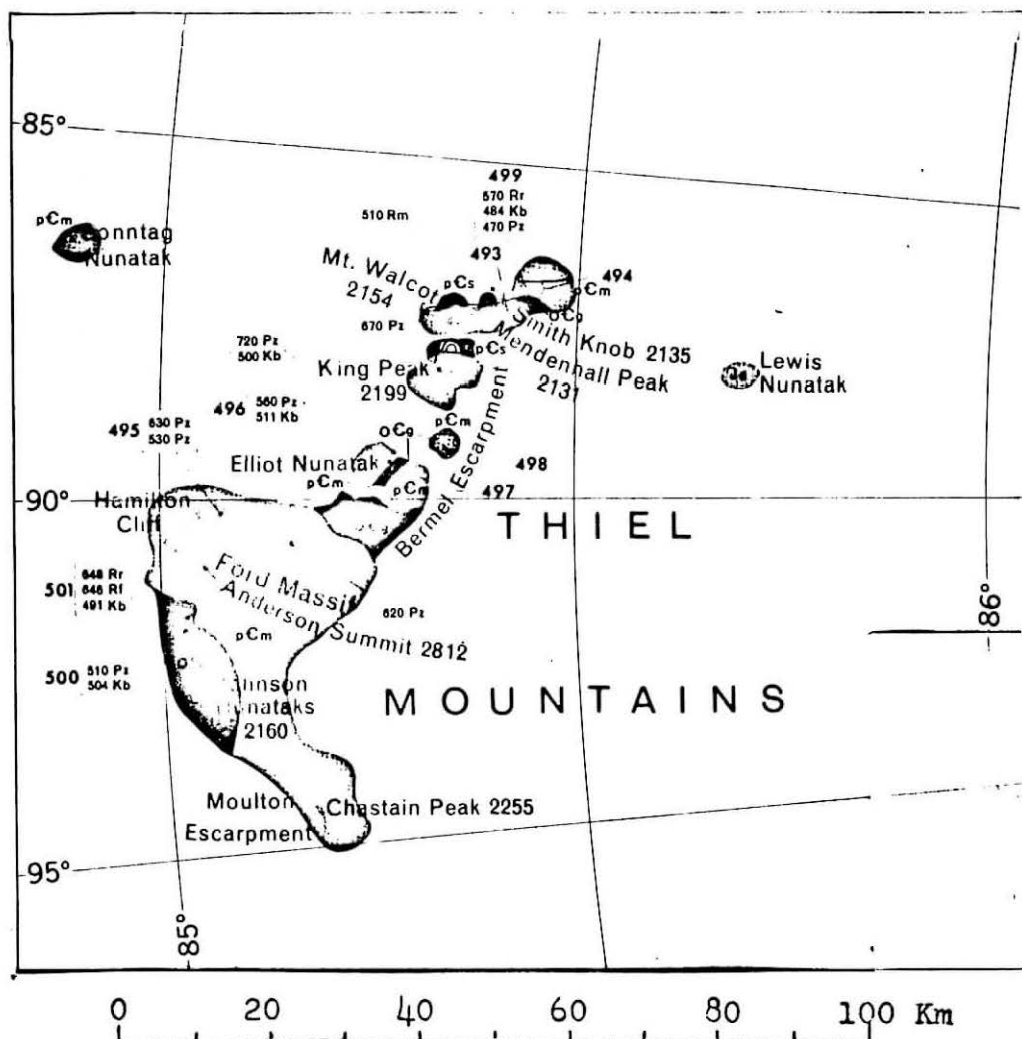 85°
499
570 Rr
484 Kb
470 Pz
510 Rm
pЄm
Sonntag
Nunatak
493
494
Mt. Walcot
2154
pЄs
pЄm
OЄg
Smith Knob 2135
Mendenhall Peak
2131
670 Pz
720 Pz
500 Kb
King Peak
2199
pЄs
Lewis
Nunatak
496
560 Pz
511 Kb
495
630 Pz
530 Pz
OЄg
pЄm
Elliot Nunatak
pЄm
pЄm
Bermel Escarpment
498
497
90°
Hamilton
Cliff
THIEL
Ford Massif
Anderson Summit 2812
501
648 Rr
646 Rf
491 Kb
620 Pz
86°
pЄm
500
510 Pz
504 Kb
hnson
nataks
2160
MOUNTAINS
Moulton
Escarpment
Chastain Peak 2255
95°
85°
0 20 40 60 80 100 Km